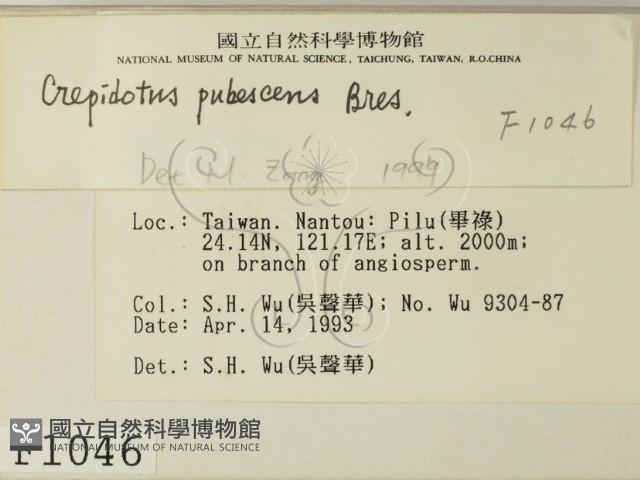 國立自然科學博物館
NATIONAL MUSEUM OF NATURAL SCIENCE, TAICHUNG, TAIWAN, R.O.CHINA
Crepidotus pubescens Bres.
F1046
Det. M. Zang
Loc.: Taiwan. Nantou: Pilu(畢祿)
24.14N, 121.17E; alt. 2000m;
on branch of angiosperm.
Col.: S.H. Wu(吳聲華); No. Wu 9304-87
Date: Apr. 14, 1993
Det.: S.H. Wu(吳聲華)
國立自然科學博物館
NATIONAL MUSEUM OF NATURAL SCIENCE
F1046